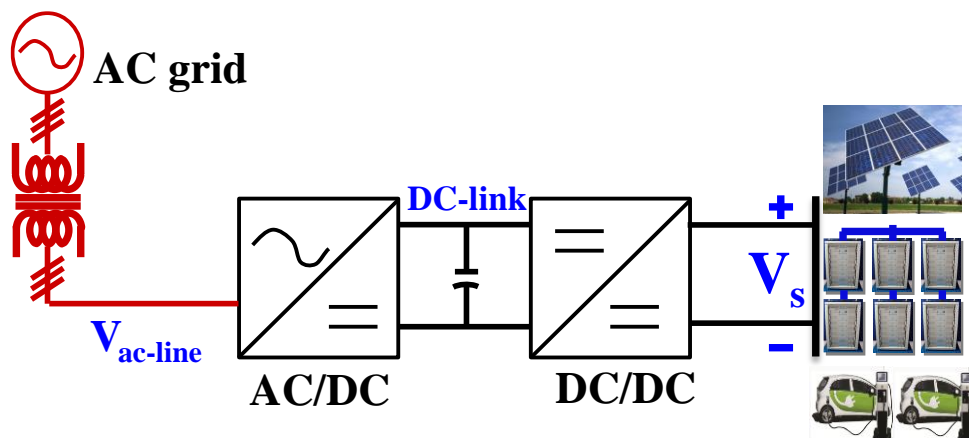 AC grid
DC-link
+
V_s
−
V_ac-line
AC/DC
DC/DC